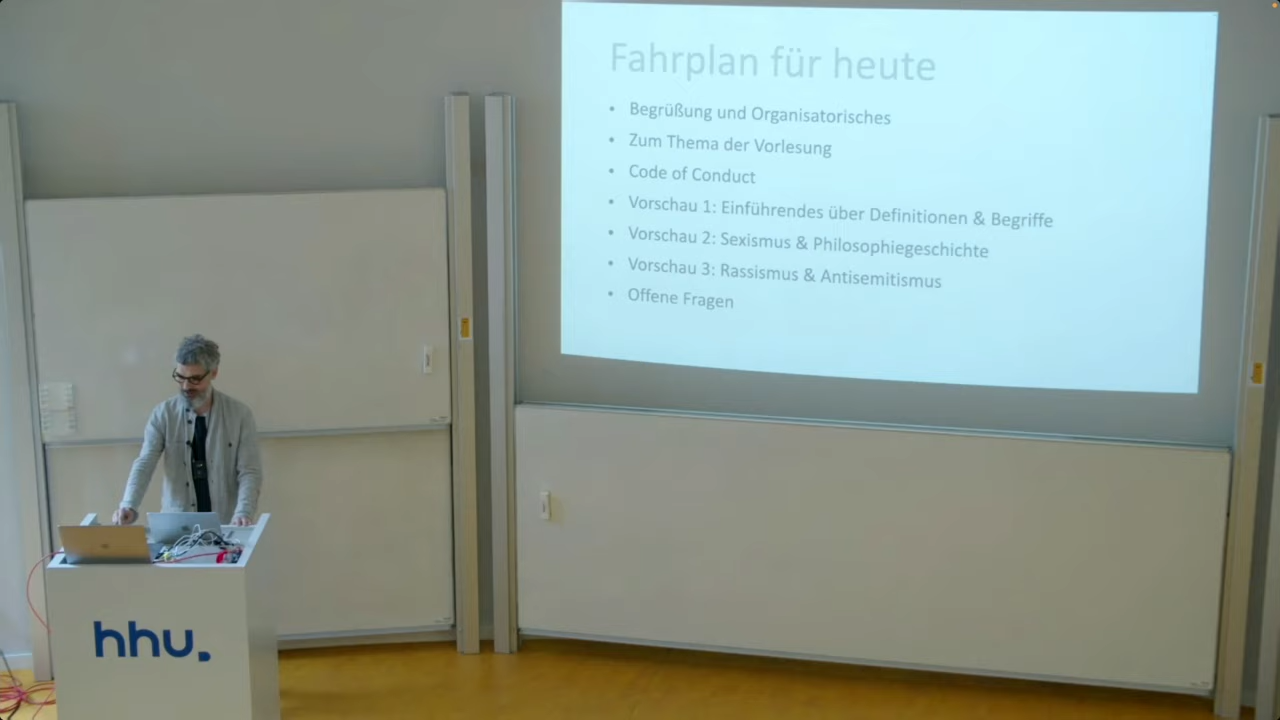 Fahrplan für heute
• Begrüßung und Organisatorisches
• Zum Thema der Vorlesung
• Code of Conduct
• Vorschau 1: Einführendes über Definitionen & Begriffe
• Vorschau 2: Sexismus & Philosophiegeschichte
• Vorschau 3: Rassismus & Antisemitismus
• Offene Fragen
hhu.